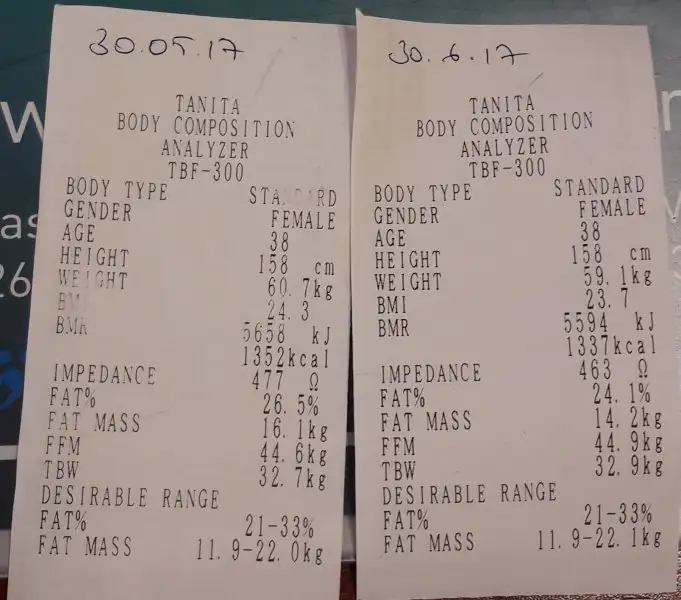 30.05.17
TANITA
BODY COMPOSITION
ANALYZER
TBF-300
BODY TYPE STANDARD
GENDER FEMALE
AGE 38
HEIGHT 158 cm
WEIGHT 60.7kg
BMI 24.3
BMR 5658 kJ
1352kcal
IMPEDANCE 477 Ω
FAT% 26.5%
FAT MASS 16.1kg
FFM 44.6kg
TBW 32.7kg
DESIRABLE RANGE
FAT% 21-33%
FAT MASS 11.9-22.0kg
30.6.17
TANITA
BODY COMPOSITION
ANALYZER
TBF-300
BODY TYPE STANDARD
GENDER FEMALE
AGE 38
HEIGHT 158 cm
WEIGHT 59.1kg
BMI 23.7
BMR 5594 kJ
1337kcal
IMPEDANCE 463 Ω
FAT% 24.1%
FAT MASS 14.2kg
FFM 44.9kg
TBW 32.9kg
DESIRABLE RANGE
FAT% 21-33%
FAT MASS 11.9-22.1kg